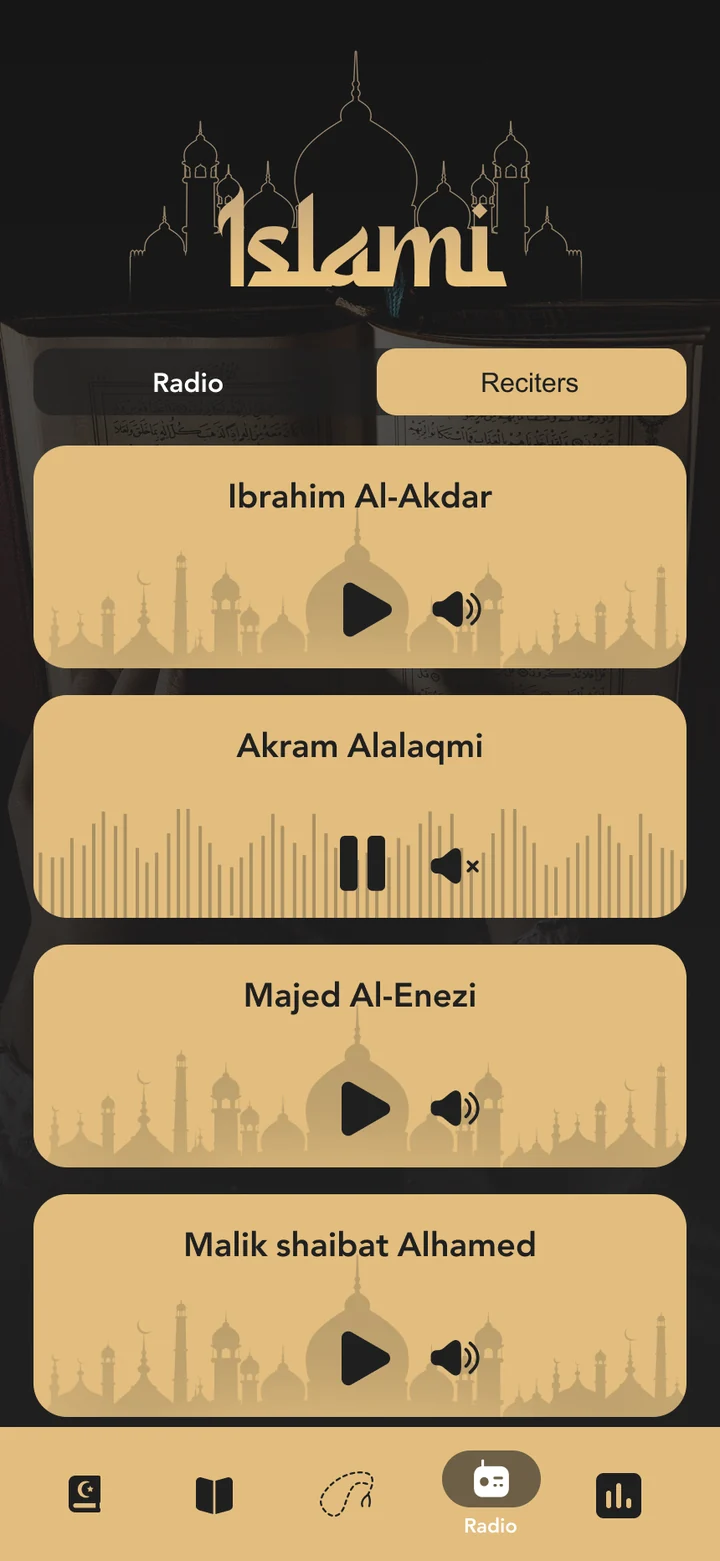 Islami
Radio
Reciters
Ibrahim Al-Akdar
Akram Alalaqmi
Majed Al-Enezi
Malik shaibat Alhamed
Radio